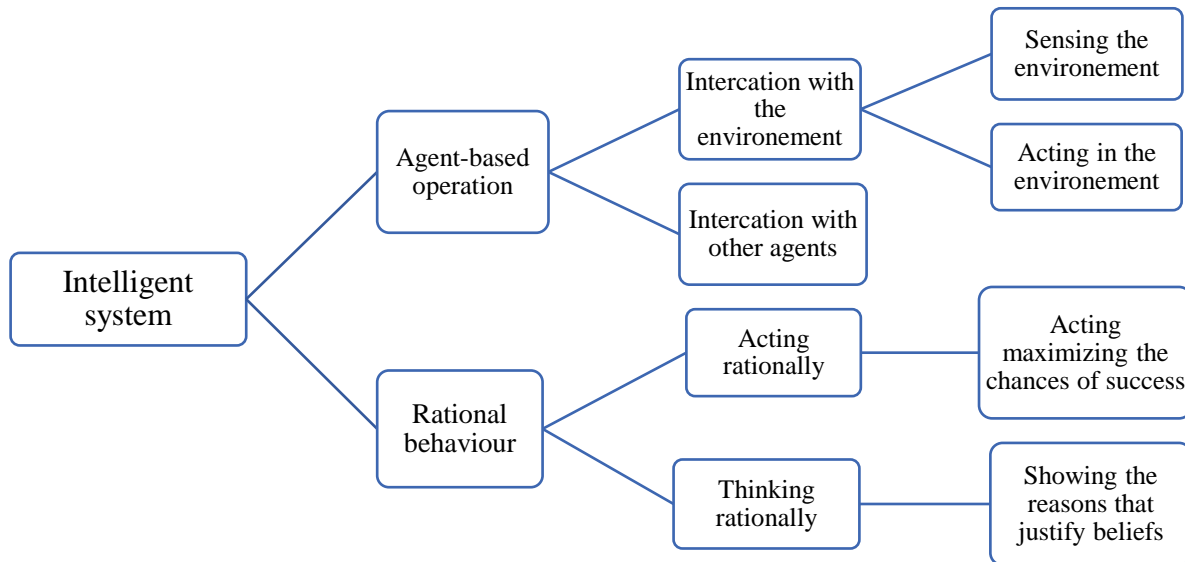 Intelligent
system
Agent-based
operation
Intercation with
the
environement
Sensing the
environement
Acting in the
environement
Intercation with
other agents
Rational
behaviour
Acting
rationally
Acting
maximizing the
chances of success
Thinking
rationally
Showing the
reasons that
justify beliefs